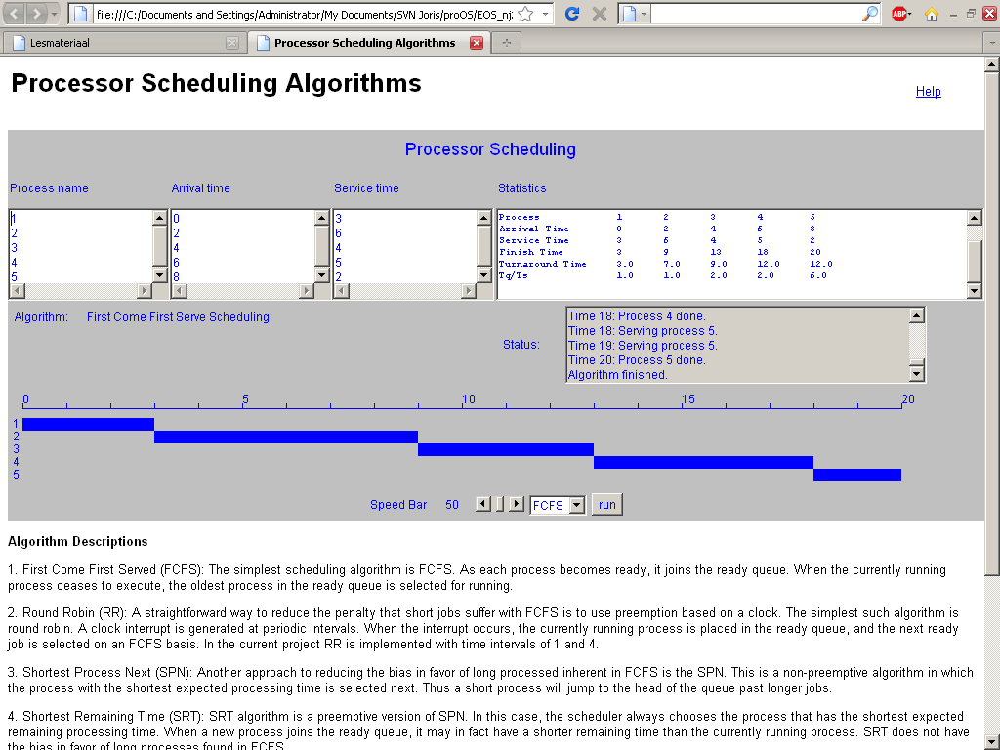 file:///C:/Documents and Settings/Administrator/My Documents/SVN Joris/proOS/EOS_nj:
ABP
Lesmateriaal
Processor Scheduling Algorithms
Processor Scheduling Algorithms
Help
Processor Scheduling
Process name Arrival time Service time Statistics
1 0 3
2 2 6
3 4 4
4 6 5
5 8 2
Process 1 2 3 4 5
Arrival Time 0 2 4 6 8
Service Time 3 6 4 5 2
Finish Time 3 9 13 18 20
Turnaround Time 3.0 7.0 9.0 12.0 12.0
Tq/Ts 1.0 1.0 2.0 2.0 6.0
Algorithm: First Come First Serve Scheduling
Status:
Time 18: Process 4 done.
Time 18: Serving process 5.
Time 19: Serving process 5.
Time 20: Process 5 done.
Algorithm finished.
0 5 10 15 20
1
2
3
4
5
Speed Bar 50 FCFS run
Algorithm Descriptions
1. First Come First Served (FCFS): The simplest scheduling algorithm is FCFS. As each process becomes ready, it joins the ready queue. When the currently running
process ceases to execute, the oldest process in the ready queue is selected for running.
2. Round Robin (RR): A straightforward way to reduce the penalty that short jobs suffer with FCFS is to use preemption based on a clock. The simplest such algorithm is
round robin. A clock interrupt is generated at periodic intervals. When the interrupt occurs, the currently running process is placed in the ready queue, and the next ready
job is selected on an FCFS basis. In the current project RR is implemented with time intervals of 1 and 4.
3. Shortest Process Next (SPN): Another approach to reducing the bias in favor of long processed inherent in FCFS is the SPN. This is a non-preemptive algorithm in which
the process with the shortest expected processing time is selected next. Thus a short process will jump to the head of the queue past longer jobs.
4. Shortest Remaining Time (SRT): SRT algorithm is a preemptive version of SPN. In this case, the scheduler always chooses the process that has the shortest expected
remaining processing time. When a new process joins the ready queue, it may in fact have a shorter remaining time than the currently running process. SRT does not have
the bias in favor of long processes found in FCFS.